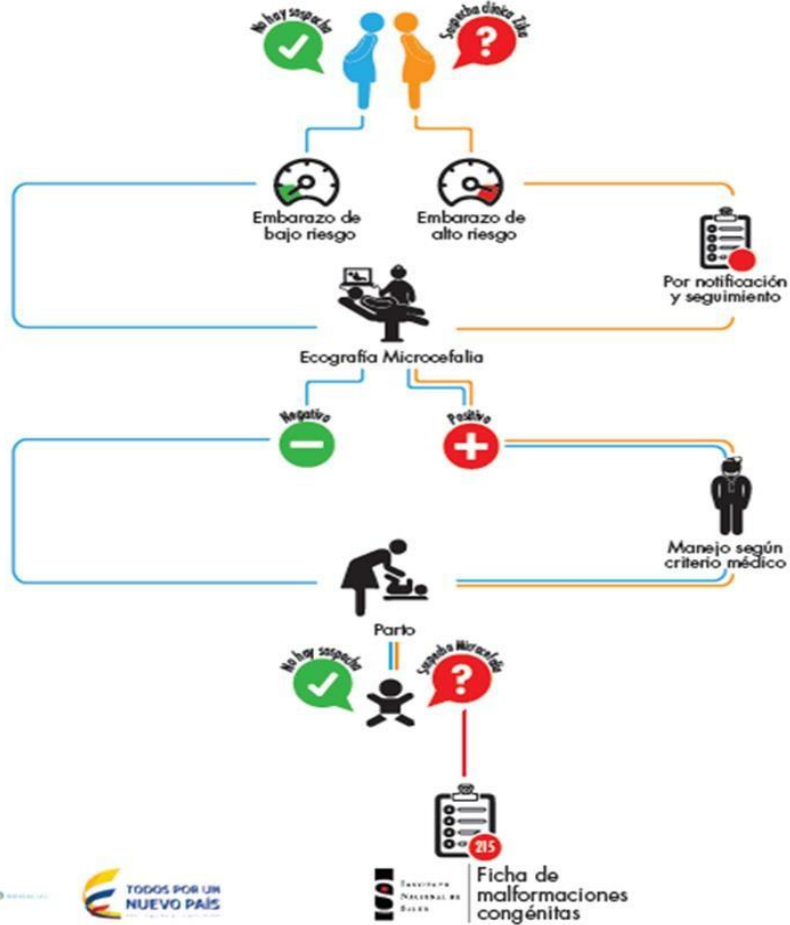 No hay sospecha
Sospecha clínica Zika
Embarazo de
bajo riesgo
Embarazo de
alto riesgo
Por notificación
y seguimiento
Ecografía Microcefalia
Negativo
Positivo
Manejo según
criterio médico
Parto
No hay sospecha
Sospecha Microcefalia
215
TODOS POR UN
NUEVO PAÍS
INSTITUTO
NACIONAL DE
SALUD
Ficha de
malformaciones
congénitas